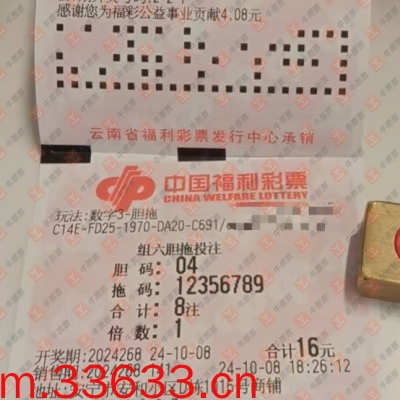 感谢您为福彩公益事业贡献4.08元
云南省福利彩票发行中心承销
中国福利彩票
CHINA WELFARE LOTTERY
玩法:数字3-胆拖
C14E-FD25-1970-DA20-C691/
组六胆拖投注
胆 码: 04
拖 码: 12356789
合 计: 8注
倍 数: 1
开奖期:2024268 24-10-08 合计16元
24-10-08 18:26:12
m.33633.cn